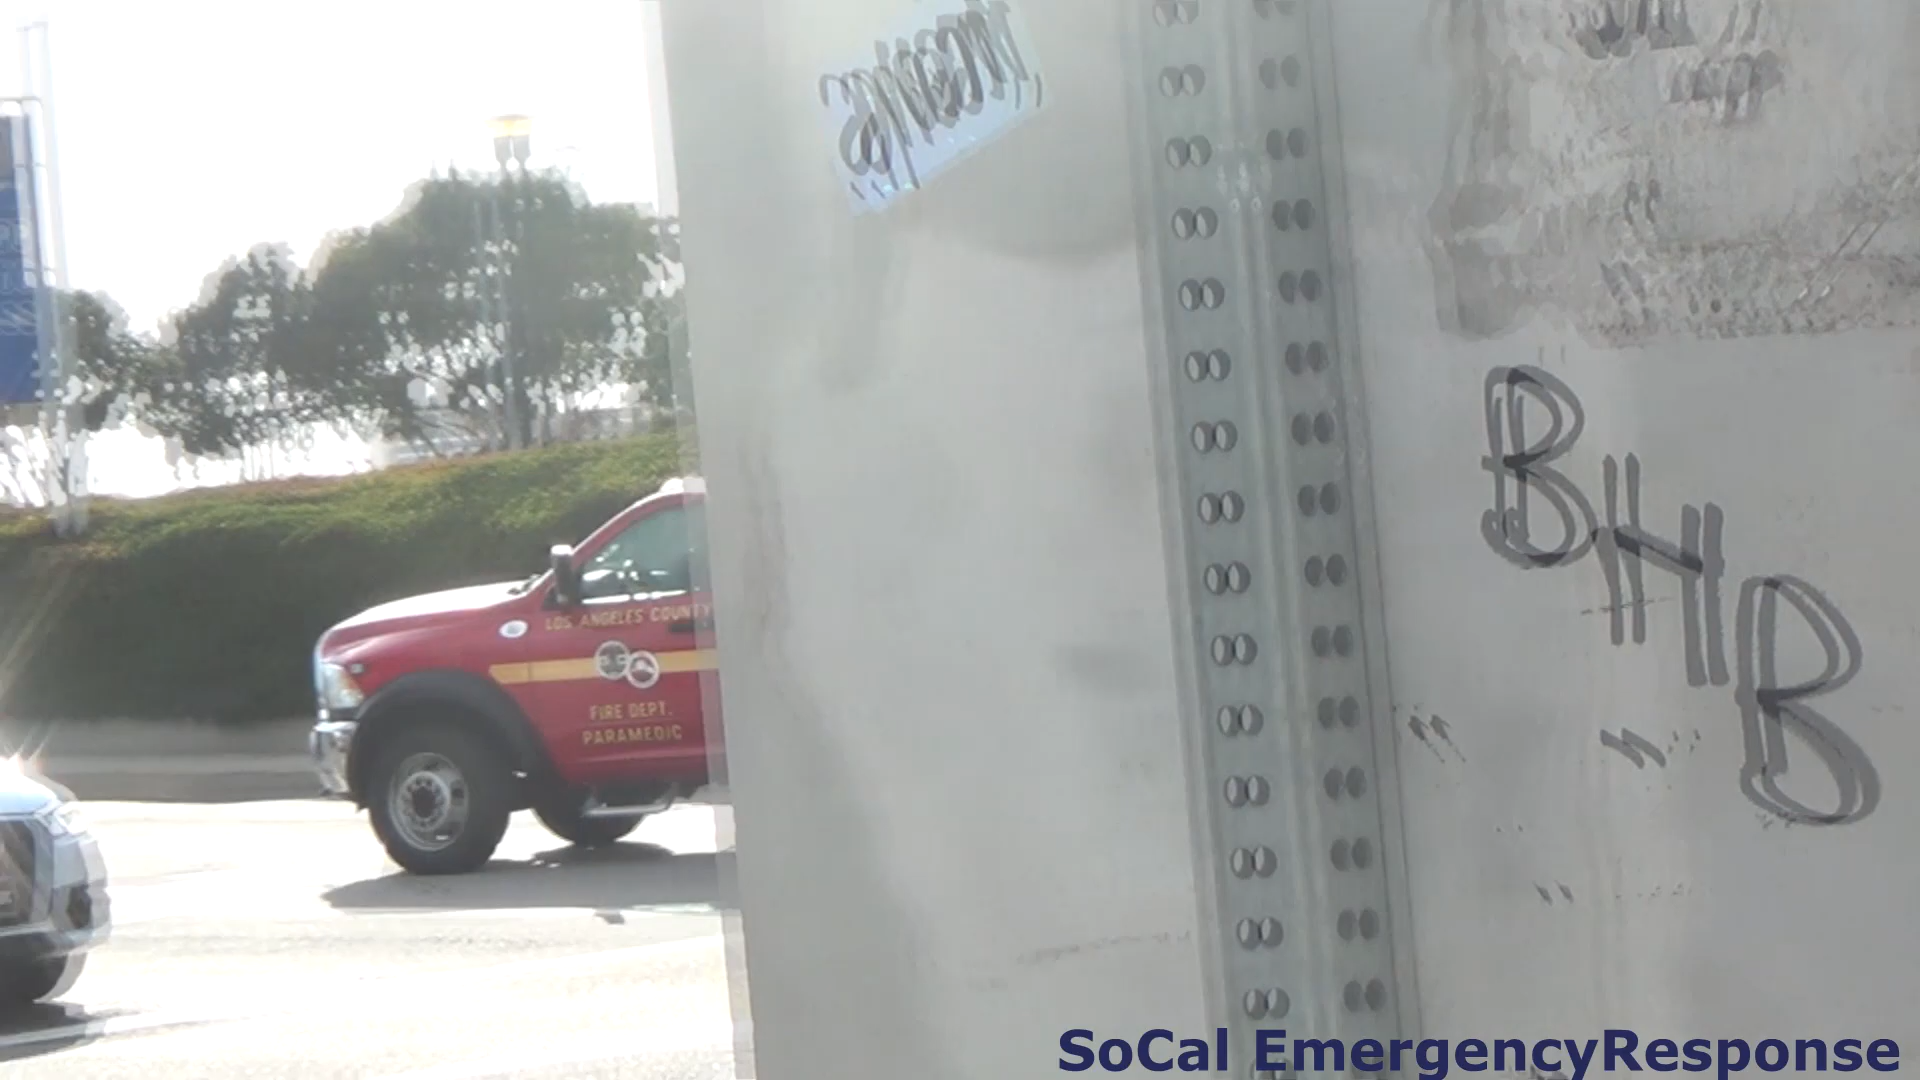 LOS ANGELES COUNTY
FIRE DEPT.
PARAMEDIC
BHB
SoCal EmergencyResponse